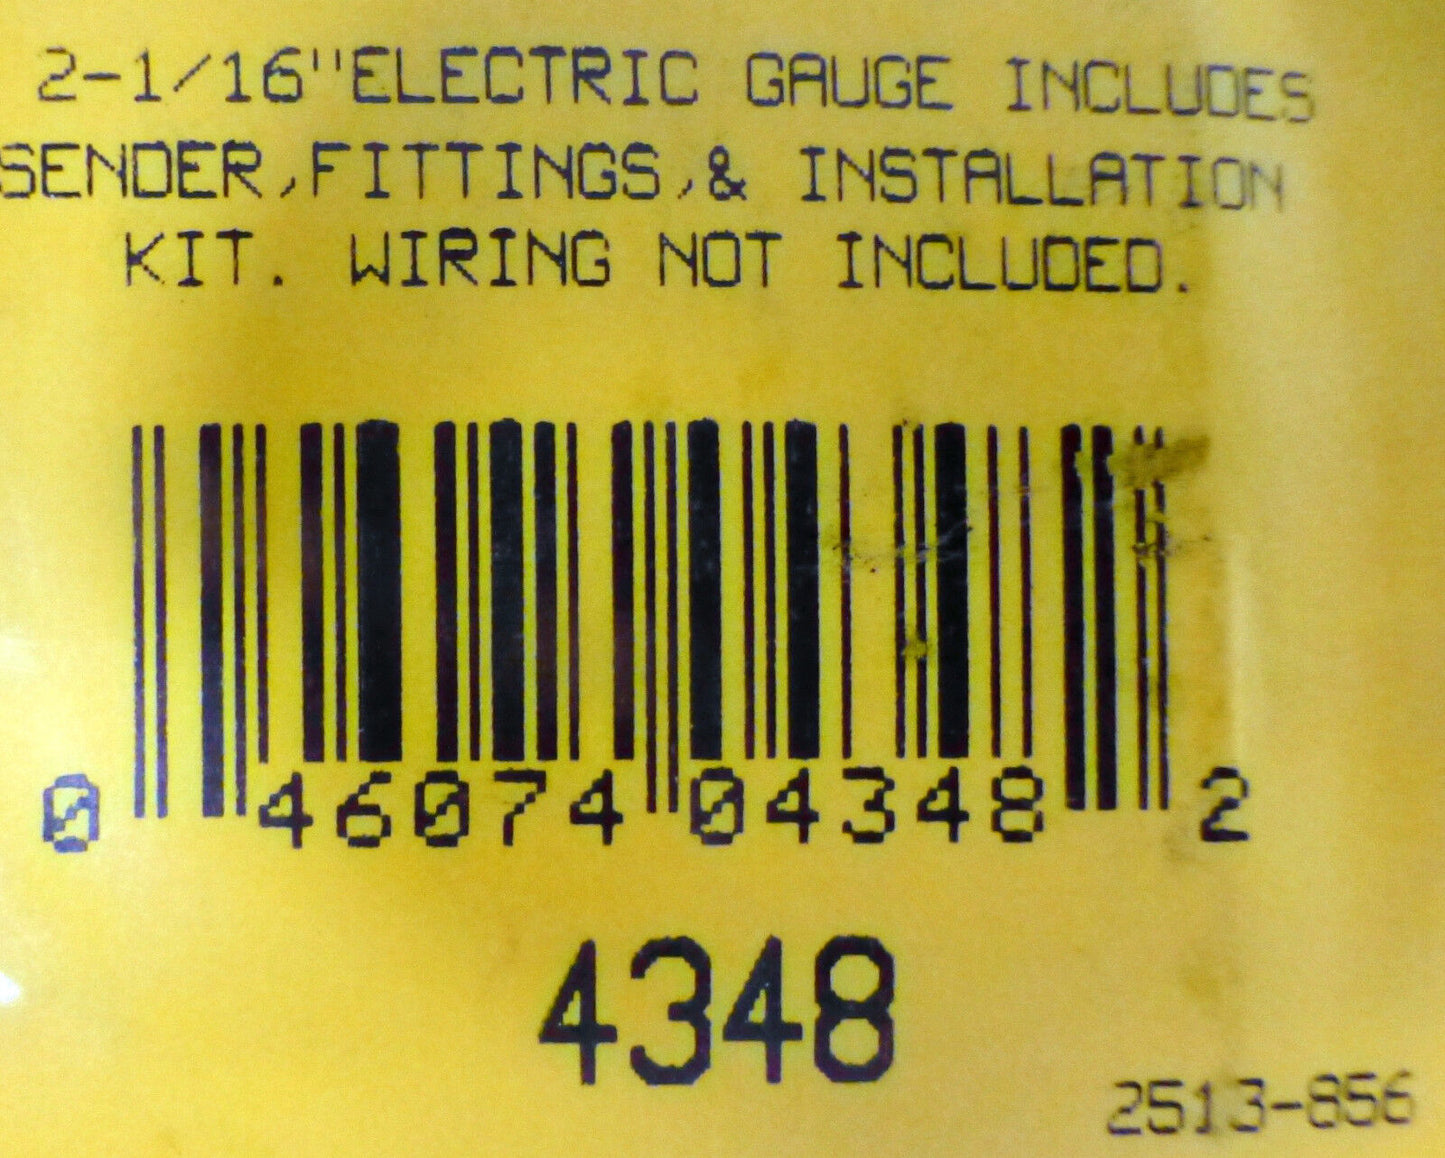 2-1/16"ELECTRIC GAUGE INCLUDES
SENDER,FITTINGS,& INSTALLATION
KIT. WIRING NOT INCLUDED.
0 46074 04348 2
4348
2513-856